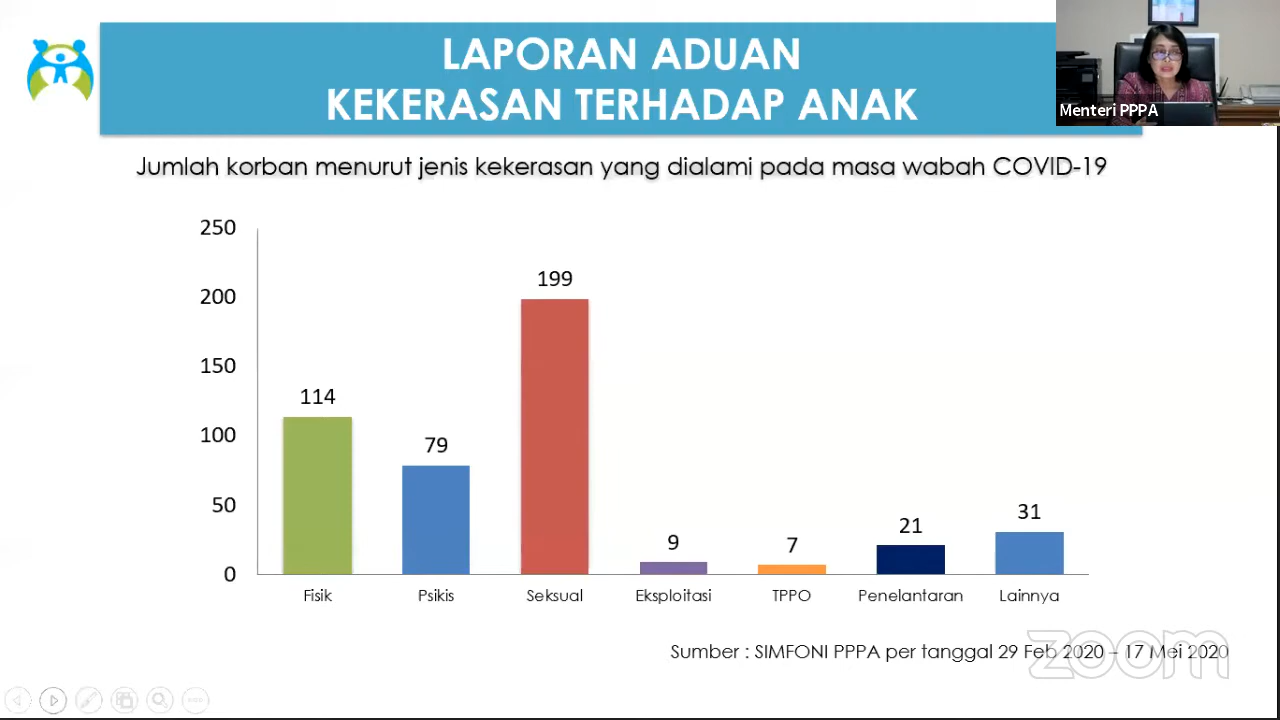 LAPORAN ADUAN
KEKERASAN TERHADAP ANAK
Menteri PPPA
Jumlah korban menurut jenis kekerasan yang dialami pada masa wabah COVID-19
250
200
150
100
50
0
114
79
199
9
7
21
31
Fisik
Psikis
Seksual
Eksploitasi
TPPO
Penelantaran
Lainnya
Sumber : SIMFONI PPPA per tanggal 29 Feb 2020 – 17 Mei 2020
zoom